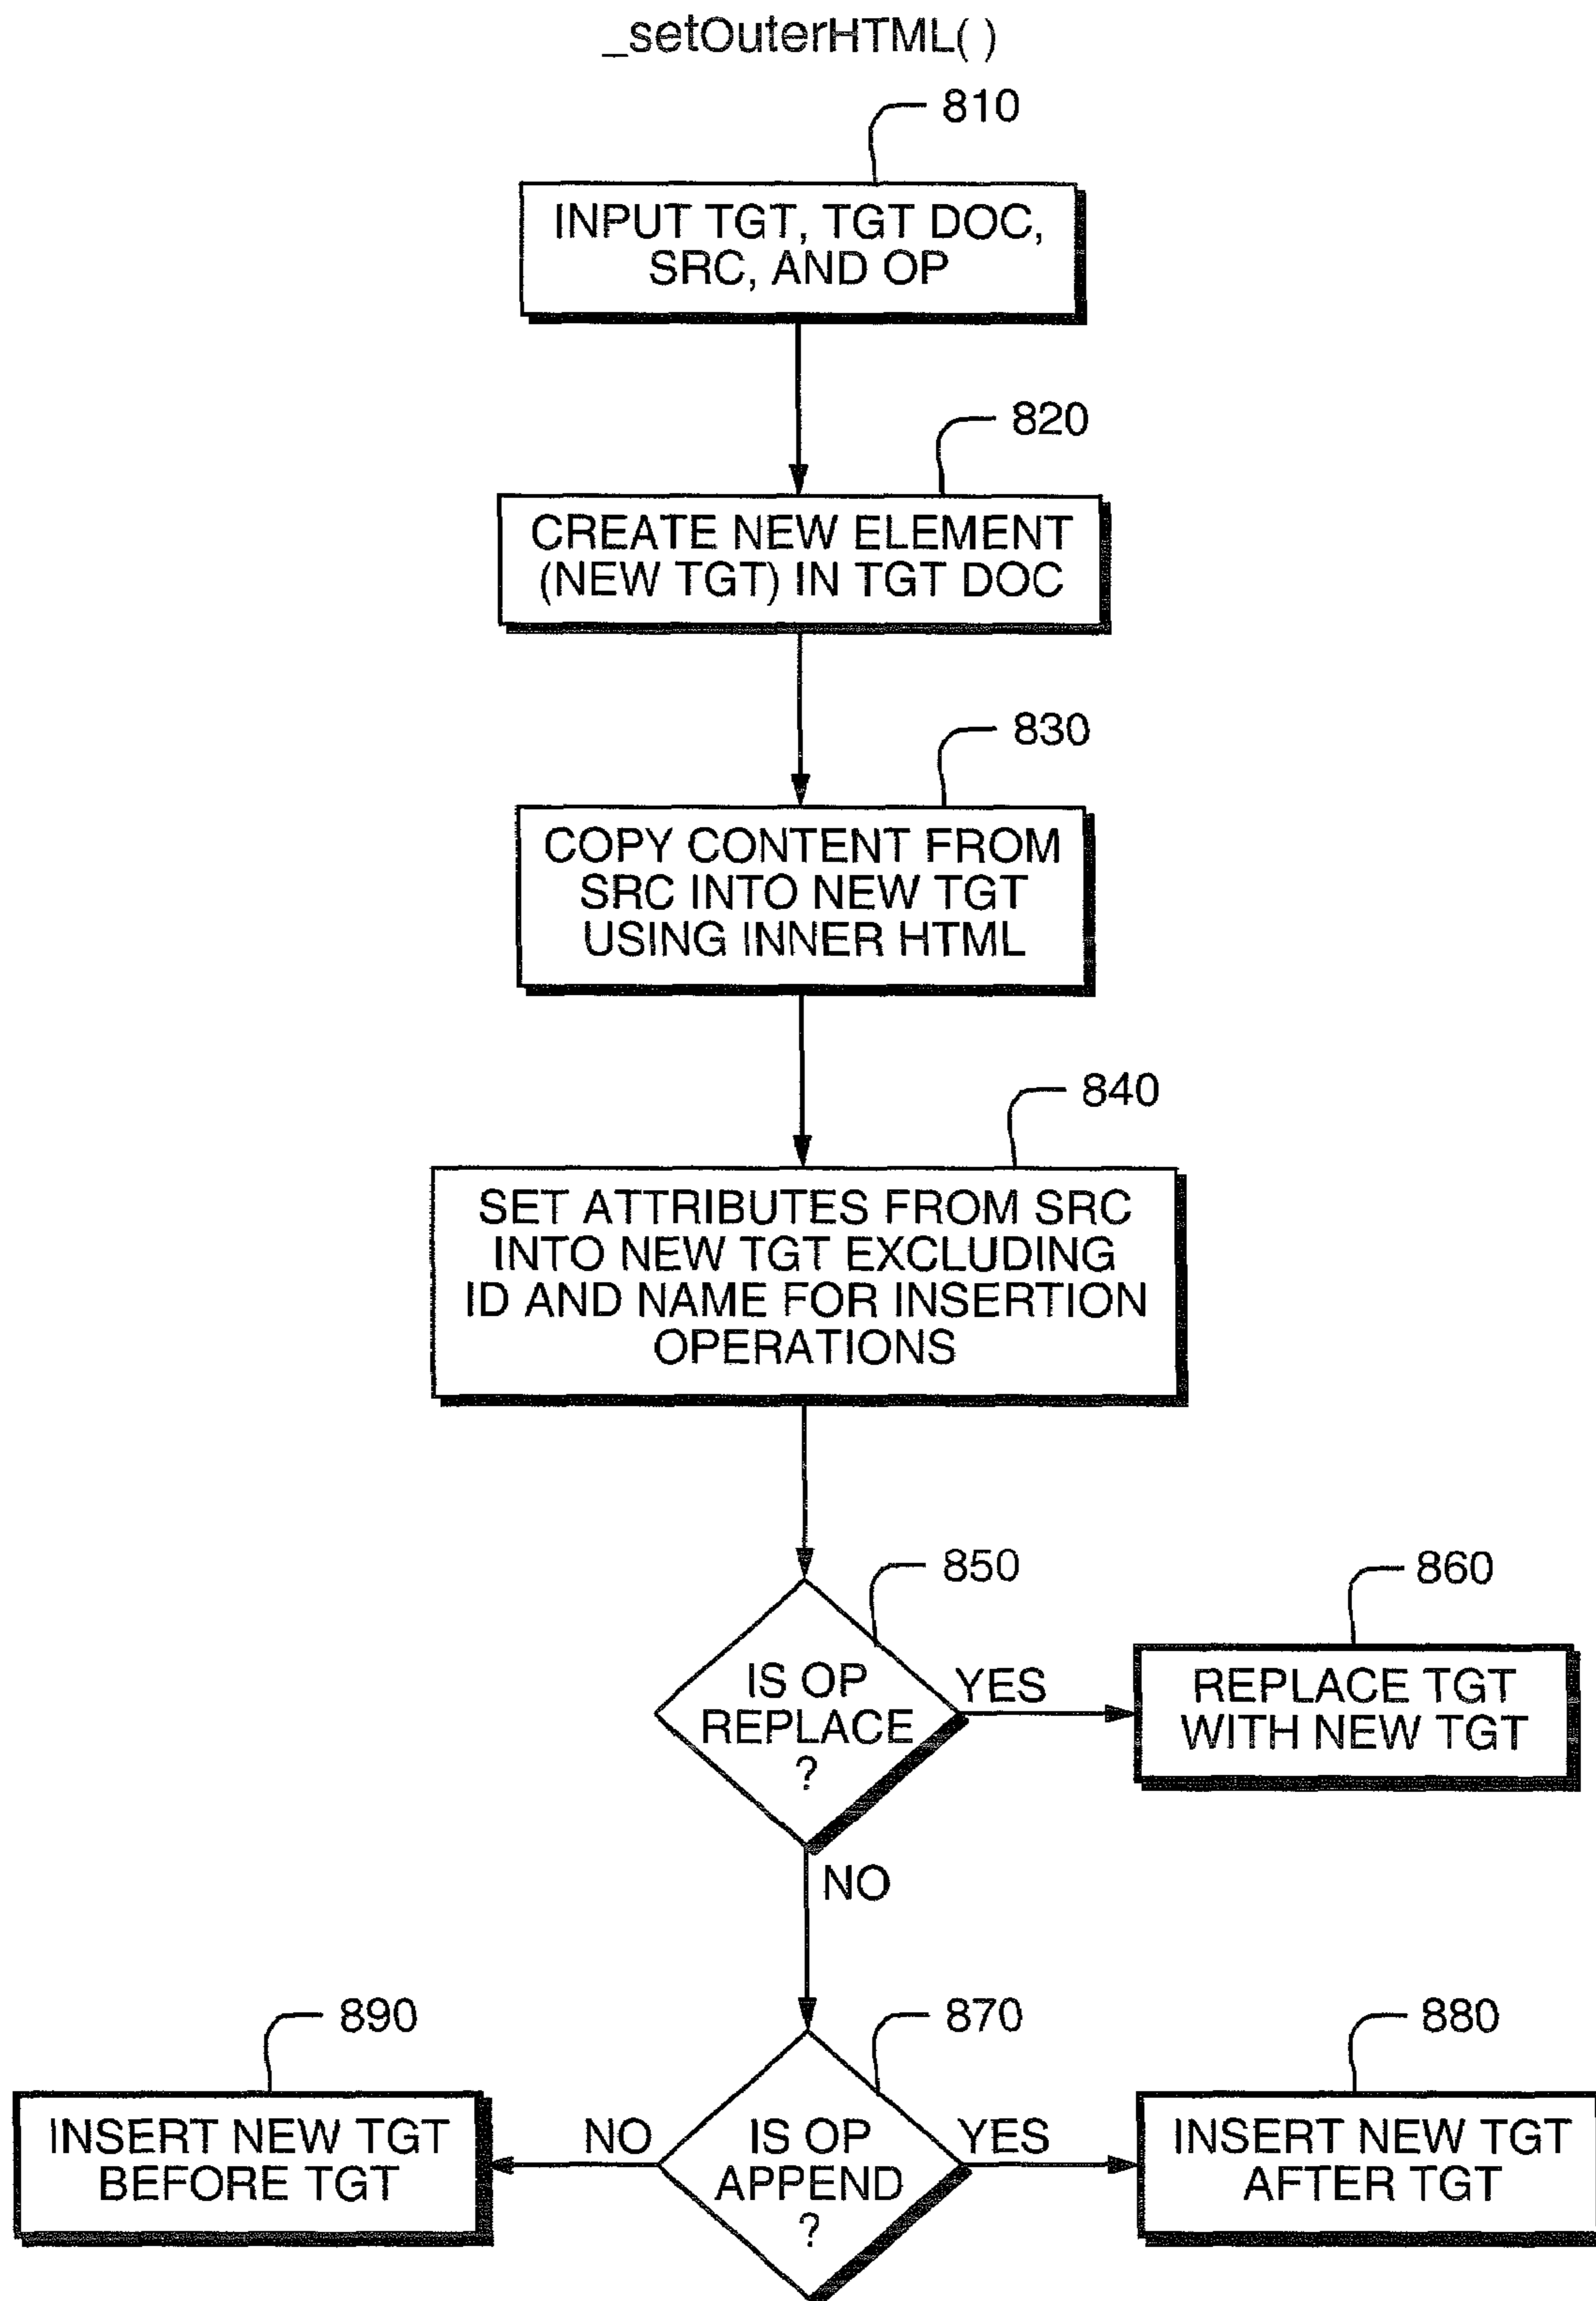 _setOuterHTML( )
810
INPUT TGT, TGT DOC,
SRC, AND OP
820
CREATE NEW ELEMENT
(NEW TGT) IN TGT DOC
830
COPY CONTENT FROM
SRC INTO NEW TGT
USING INNER HTML
840
SET ATTRIBUTES FROM SRC
INTO NEW TGT EXCLUDING
ID AND NAME FOR INSERTION
OPERATIONS
850
IS OP
REPLACE
?
YES
860
REPLACE TGT
WITH NEW TGT
NO
870
IS OP
APPEND
?
YES
880
INSERT NEW TGT
AFTER TGT
NO
890
INSERT NEW TGT
BEFORE TGT